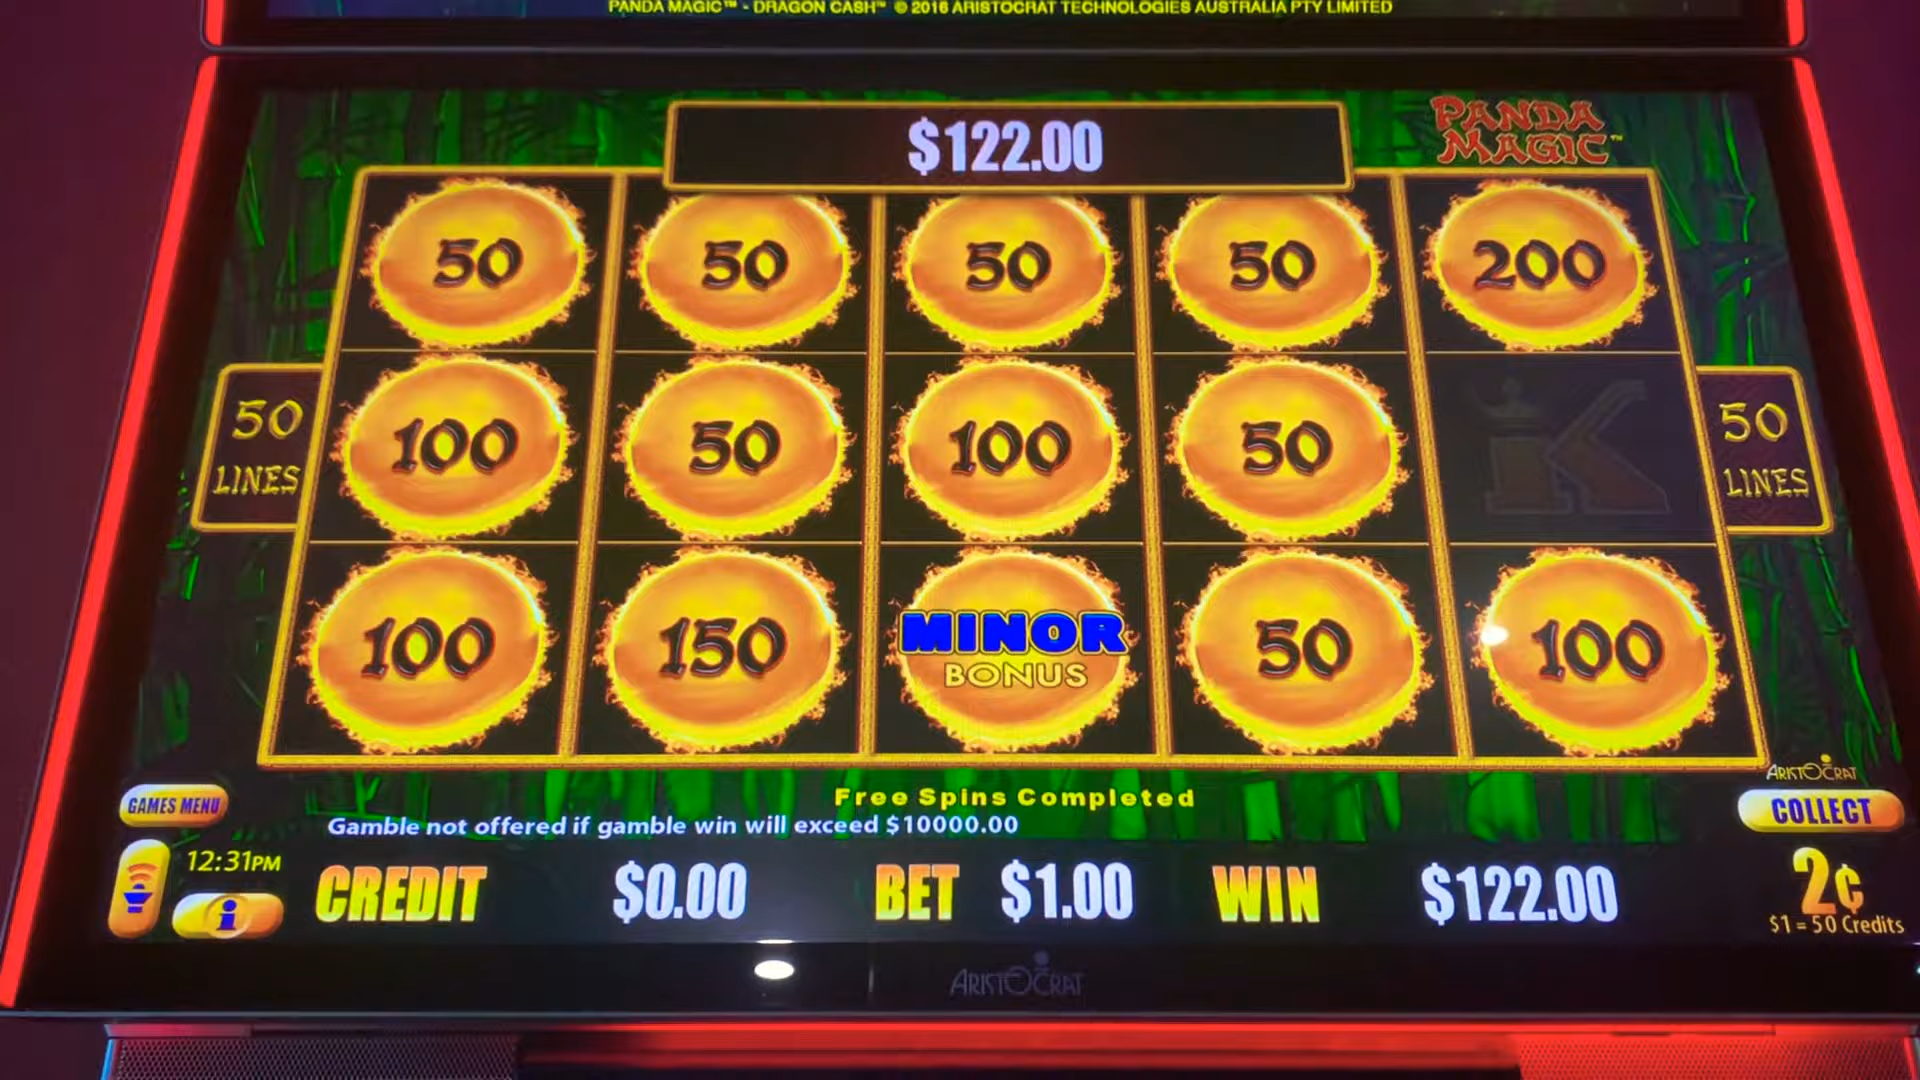 PANDA MAGIC™ - DRAGON CASH™ © 2016 ARISTOCRAT TECHNOLOGIES AUSTRALIA PTY LIMITED
$122.00
PANDA
MAGIC™
50 50 50 50 200
50
LINES
100 50 100 50 K
50
LINES
100 150 MINOR
BONUS 50 100
ARISTOCRAT
GAMES MENU
Free Spins Completed
COLLECT
Gamble not offered if gamble win will exceed $10000.00
12:31PM
i
CREDIT $0.00 BET $1.00 WIN $122.00
2¢
$1 = 50 Credits
ARISTOCRAT